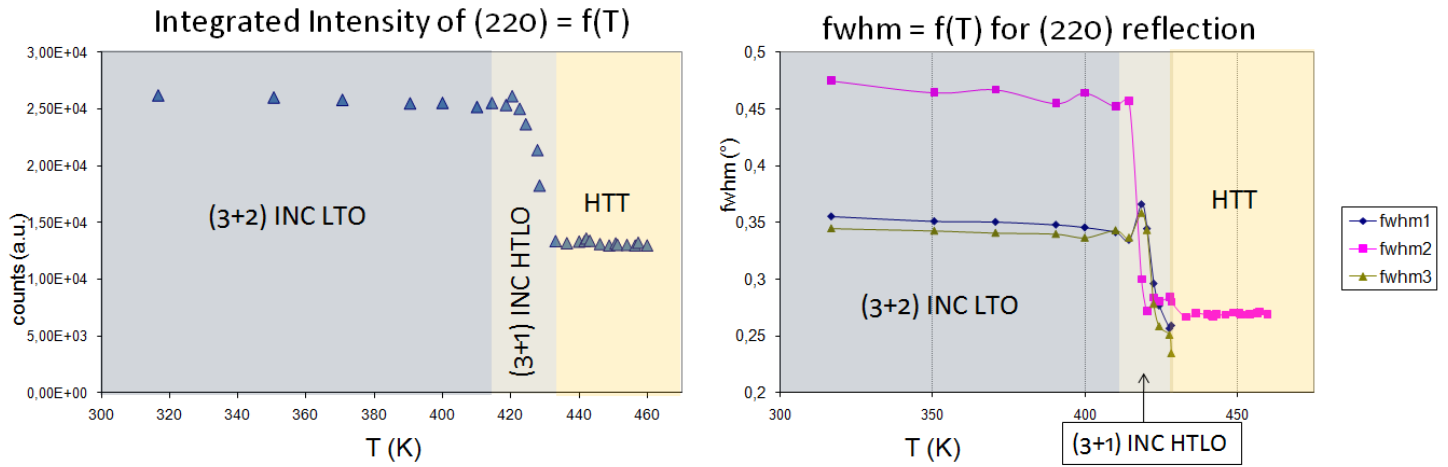 Integrated Intensity of (220) = f(T)
3,00E+04
2,50E+04
2,00E+04
1,50E+04
1,00E+04
5,00E+03
0,00E+00
counts (a.u.)
(3+2) INC LTO
(3+1) INC HTLO
HTT
300 320 340 360 380 400 420 440 460
T (K)
fwhm = f(T) for (220) reflection
0,5
0,45
0,4
0,35
0,3
0,25
0,2
fwhm (°)
(3+2) INC LTO
HTT
300 350 400 450
T (K)
(3+1) INC HTLO
fwhm1
fwhm2
fwhm3